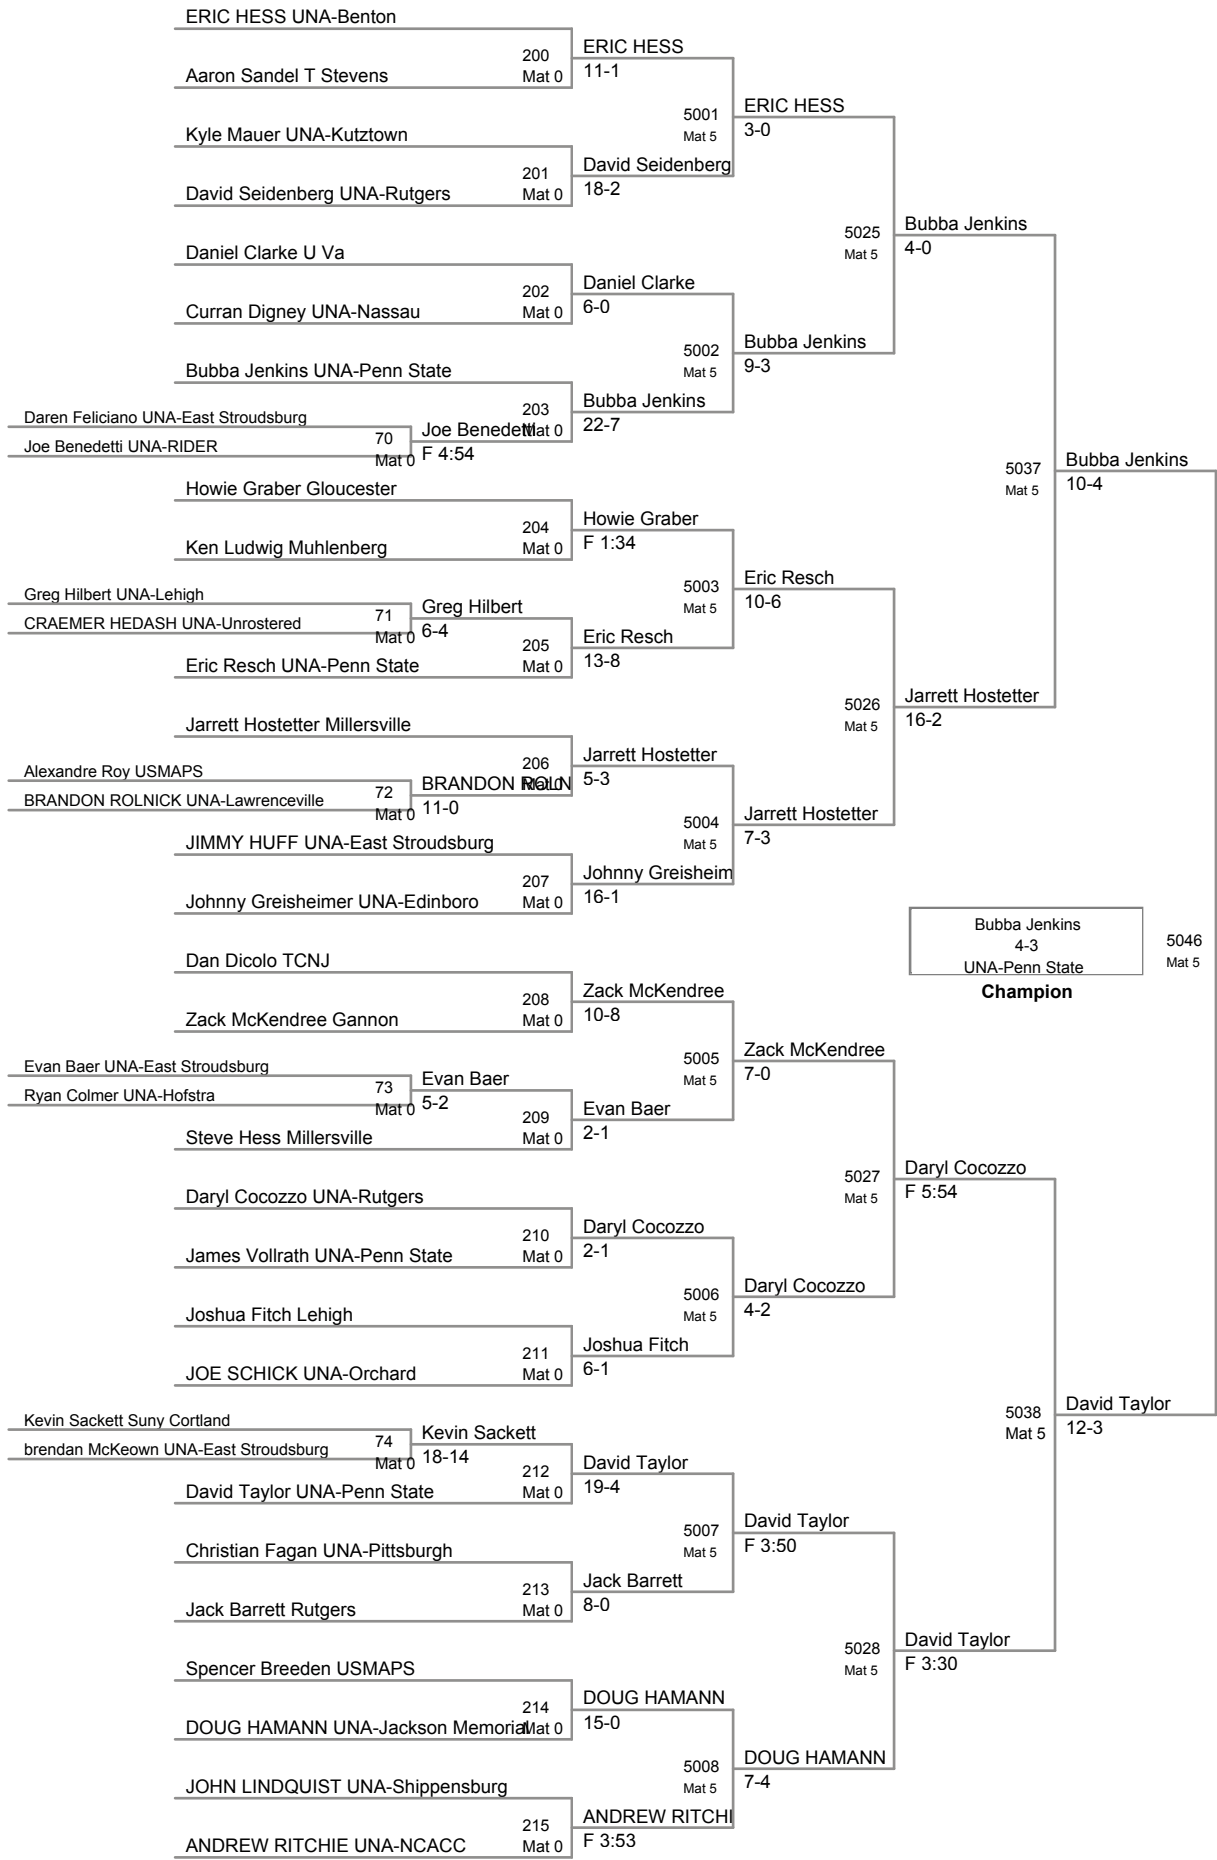 ERIC HESS UNA-Benton
200
Mat 0
ERIC HESS
11-1
Aaron Sandel T Stevens
5001
Mat 5
ERIC HESS
3-0
Kyle Mauer UNA-Kutztown
201
Mat 0
David Seidenberg
18-2
David Seidenberg UNA-Rutgers
5025
Mat 5
Bubba Jenkins
4-0
Daniel Clarke U Va
202
Mat 0
Daniel Clarke
6-0
Curran Digney UNA-Nassau
5002
Mat 5
Bubba Jenkins
9-3
Bubba Jenkins UNA-Penn State
203
Mat 0
Bubba Jenkins
22-7
Daren Feliciano UNA-East Stroudsburg
Joe Benedetti UNA-RIDER
70
Mat 0
Joe Benedetti
F 4:54
5037
Mat 5
Bubba Jenkins
10-4
Howie Graber Gloucester
204
Mat 0
Howie Graber
F 1:34
Ken Ludwig Muhlenberg
5003
Mat 5
Eric Resch
10-6
Greg Hilbert UNA-Lehigh
CRAEMER HEDASH UNA-Unrostered
71
Mat 0
Greg Hilbert
6-4
205
Mat 0
Eric Resch
13-8
Eric Resch UNA-Penn State
5026
Mat 5
Jarrett Hostetter
16-2
Jarrett Hostetter Millersville
206
Mat 0
Jarrett Hostetter
5-3
Alexandre Roy USMAPS
BRANDON ROLNICK UNA-Lawrenceville
72
Mat 0
BRANDON ROLN
11-0
5004
Mat 5
Jarrett Hostetter
7-3
JIMMY HUFF UNA-East Stroudsburg
207
Mat 0
Johnny Greisheim
16-1
Johnny Greisheimer UNA-Edinboro
Bubba Jenkins
4-3
UNA-Penn State
Champion
5046
Mat 5
Dan Dicolo TCNJ
208
Mat 0
Zack McKendree
10-8
Zack McKendree Gannon
5005
Mat 5
Zack McKendree
7-0
Evan Baer UNA-East Stroudsburg
Ryan Colmer UNA-Hofstra
73
Mat 0
Evan Baer
5-2
209
Mat 0
Evan Baer
2-1
Steve Hess Millersville
5027
Mat 5
Daryl Cocozzo
F 5:54
Daryl Cocozzo UNA-Rutgers
210
Mat 0
Daryl Cocozzo
2-1
James Vollrath UNA-Penn State
5006
Mat 5
Daryl Cocozzo
4-2
Joshua Fitch Lehigh
211
Mat 0
Joshua Fitch
6-1
JOE SCHICK UNA-Orchard
5038
Mat 5
David Taylor
12-3
Kevin Sackett Suny Cortland
brendan McKeown UNA-East Stroudsburg
74
Mat 0
Kevin Sackett
18-14
212
Mat 0
David Taylor
19-4
David Taylor UNA-Penn State
5007
Mat 5
David Taylor
F 3:50
Christian Fagan UNA-Pittsburgh
213
Mat 0
Jack Barrett
8-0
Jack Barrett Rutgers
5028
Mat 5
David Taylor
F 3:30
Spencer Breeden USMAPS
214
Mat 0
DOUG HAMANN
15-0
DOUG HAMANN UNA-Jackson Memorial
5008
Mat 5
DOUG HAMANN
7-4
JOHN LINDQUIST UNA-Shippensburg
215
Mat 0
ANDREW RITCHI
F 3:53
ANDREW RITCHIE UNA-NCACC